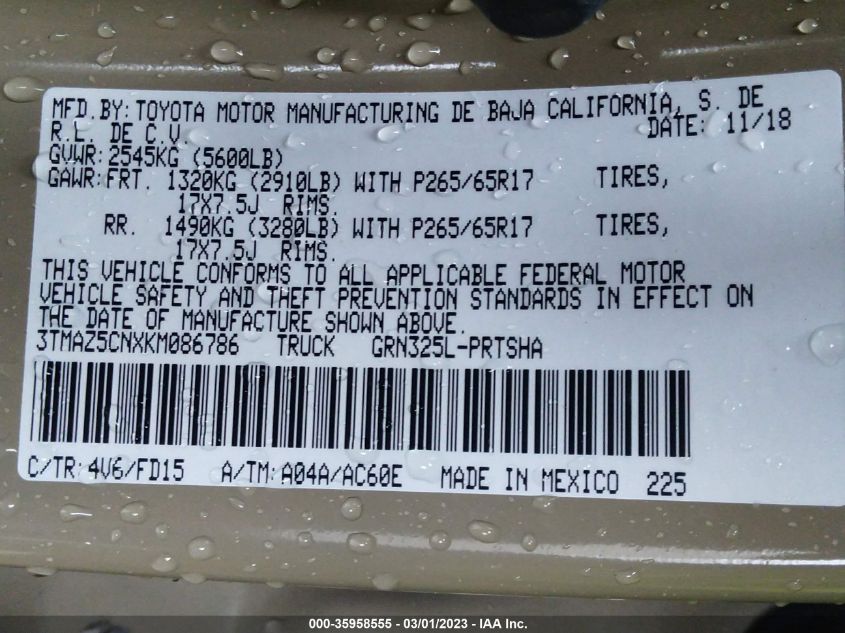 MFD.BY:TOYOTA MOTOR MANUFACTURING DE BAJA CALIFORNIA, S. DE
R.L. DE C.V. DATE: 11/18
GVWR:2545KG (5600LB)
GAWR:FRT. 1320KG (2910LB) WITH P265/65R17 TIRES,
17X7.5J RIMS.
RR. 1490KG (3280LB) WITH P265/65R17 TIRES,
17X7.5J RIMS.
THIS VEHICLE CONFORMS TO ALL APPLICABLE FEDERAL MOTOR
VEHICLE SAFETY AND THEFT PREVENTION STANDARDS IN EFFECT ON
THE DATE OF MANUFACTURE SHOWN ABOVE.
3TMAZ5CNXKM086786 TRUCK GRN325L-PRTSHA
C/TR:4V6/FD15 A/TM:A04A/AC60E MADE IN MEXICO 225
000-35958555 - 03/01/2023 - IAA Inc.